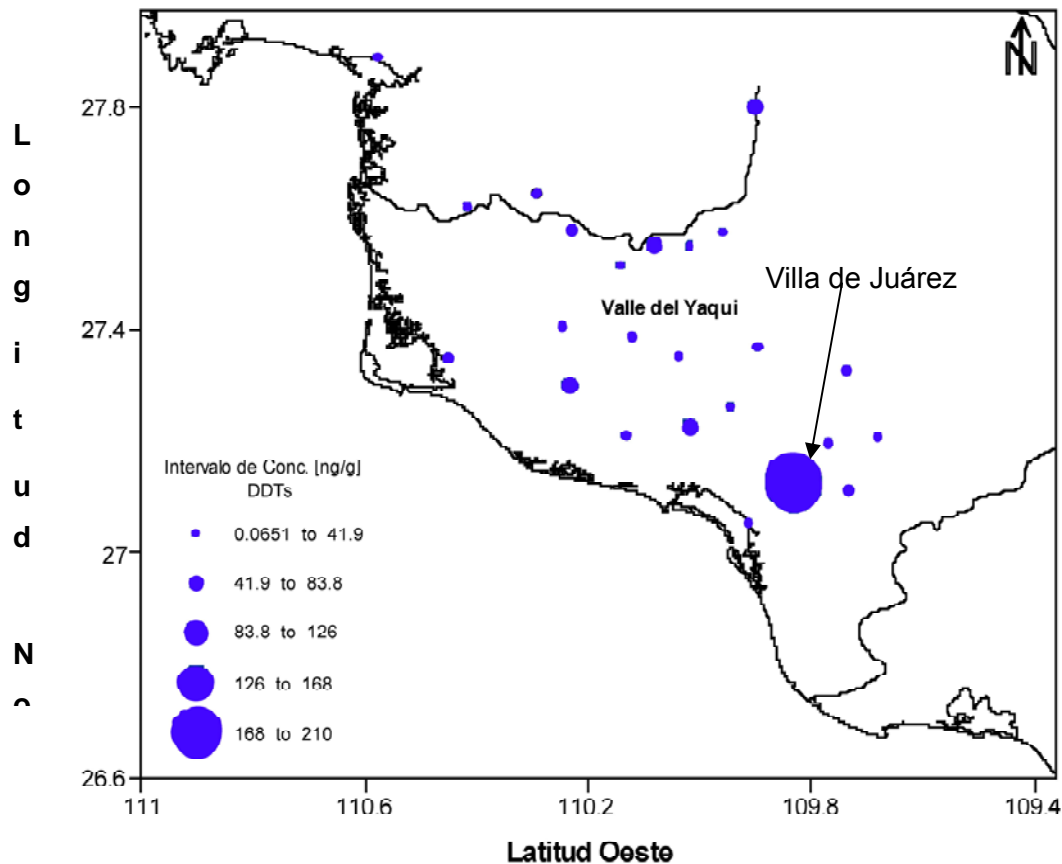 N
27.8
27.4
27
26.6
Longitud No
Villa de Juárez
Valle del Yaqui
Intervalo de Conc. [ng/g]
DDTs
0.0651 to 41.9
41.9 to 83.8
83.8 to 126
126 to 168
168 to 210
111
110.6
110.2
109.8
109.4
Latitud Oeste